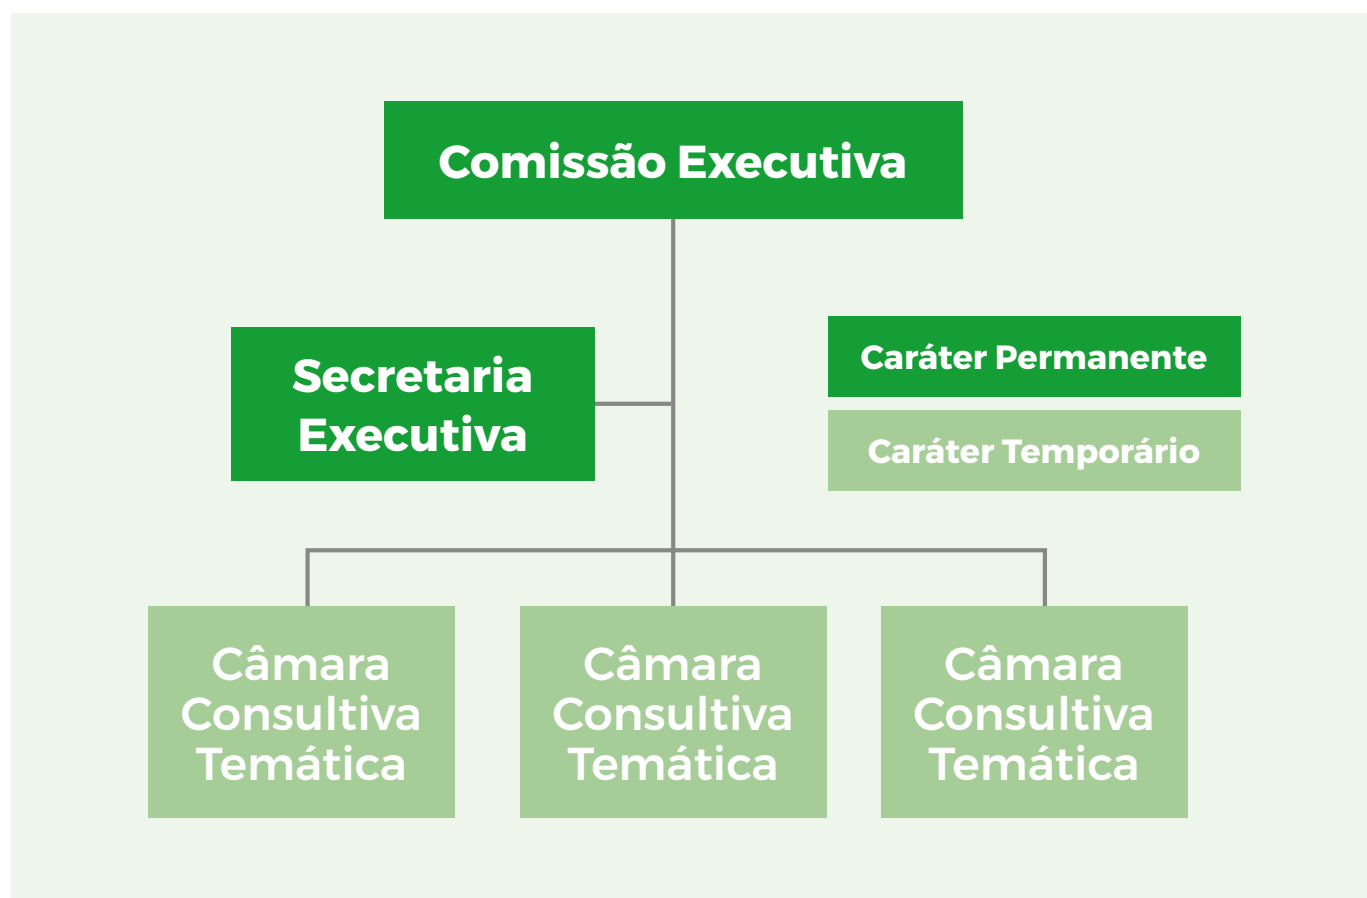 Comissão Executiva
Secretaria
Executiva
Caráter Permanente
Caráter Temporário
Câmara
Consultiva
Temática
Câmara
Consultiva
Temática
Câmara
Consultiva
Temática